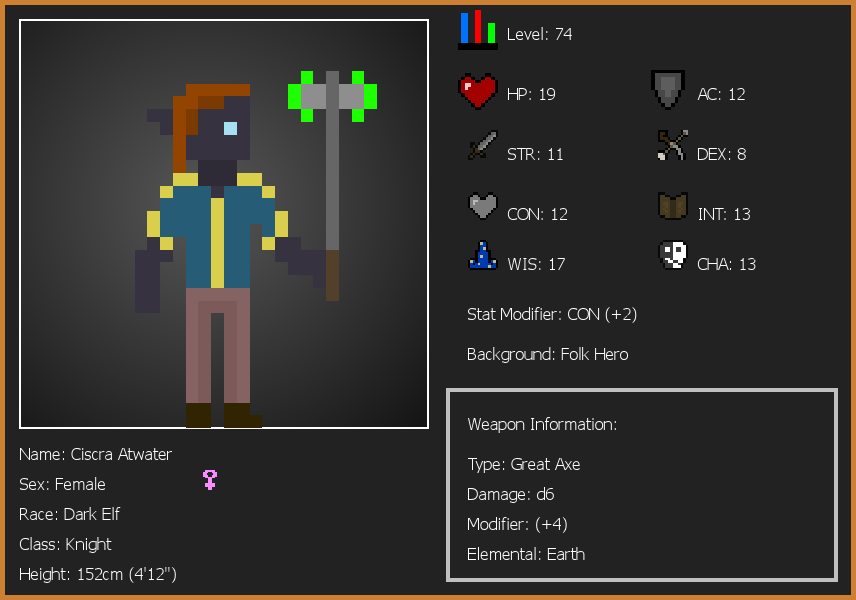 Level: 74
HP: 19
AC: 12
STR: 11
DEX: 8
CON: 12
INT: 13
WIS: 17
CHA: 13
Stat Modifier: CON (+2)
Background: Folk Hero
Weapon Information:
Type: Great Axe
Damage: d6
Modifier: (+4)
Elemental: Earth
Name: Ciscra Atwater
Sex: Female
Race: Dark Elf
Class: Knight
Height: 152cm (4'12")